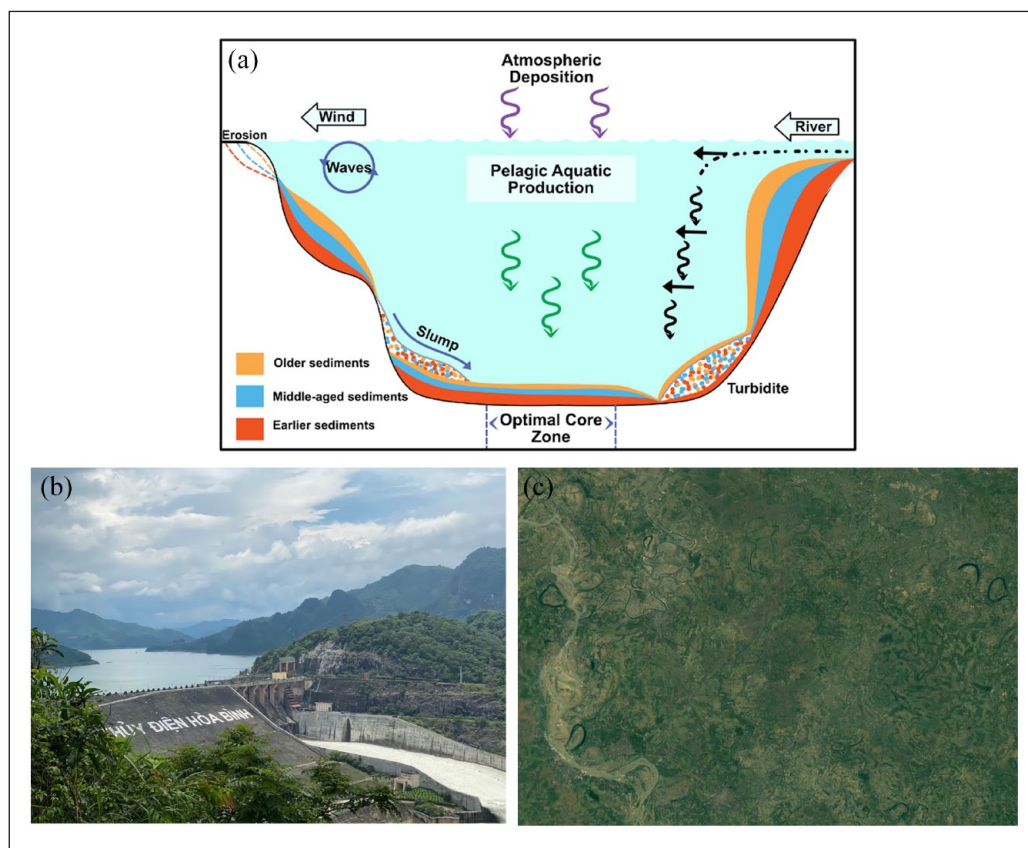 (a)
Atmospheric
Deposition
Wind
River
Erosion
Waves
Pelagic Aquatic
Production
Slump
Older sediments
Middle-aged sediments
Earlier sediments
Turbidite
Optimal Core
Zone
(b)
(c)
HỦY ĐIỆN HÒA BÌNH